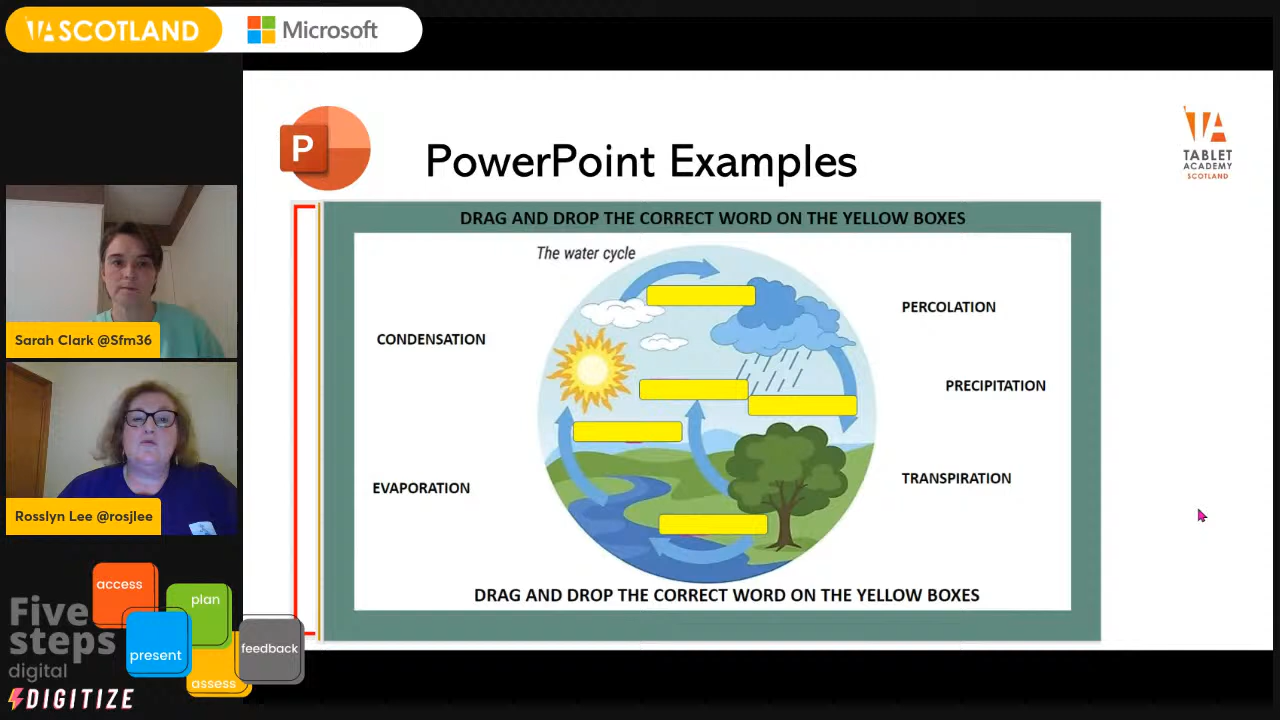 SCOTLAND
Microsoft
P
PowerPoint Examples
TA
TABLET
ACADEMY
SCOTLAND
DRAG AND DROP THE CORRECT WORD ON THE YELLOW BOXES
The water cycle
PERCOLATION
CONDENSATION
PRECIPITATION
EVAPORATION
TRANSPIRATION
DRAG AND DROP THE CORRECT WORD ON THE YELLOW BOXES
Sarah Clark @Sfm36
Rosslyn Lee @rosjlee
Five
steps
digital
access
plan
present
feedback
assess
DIGITIZE